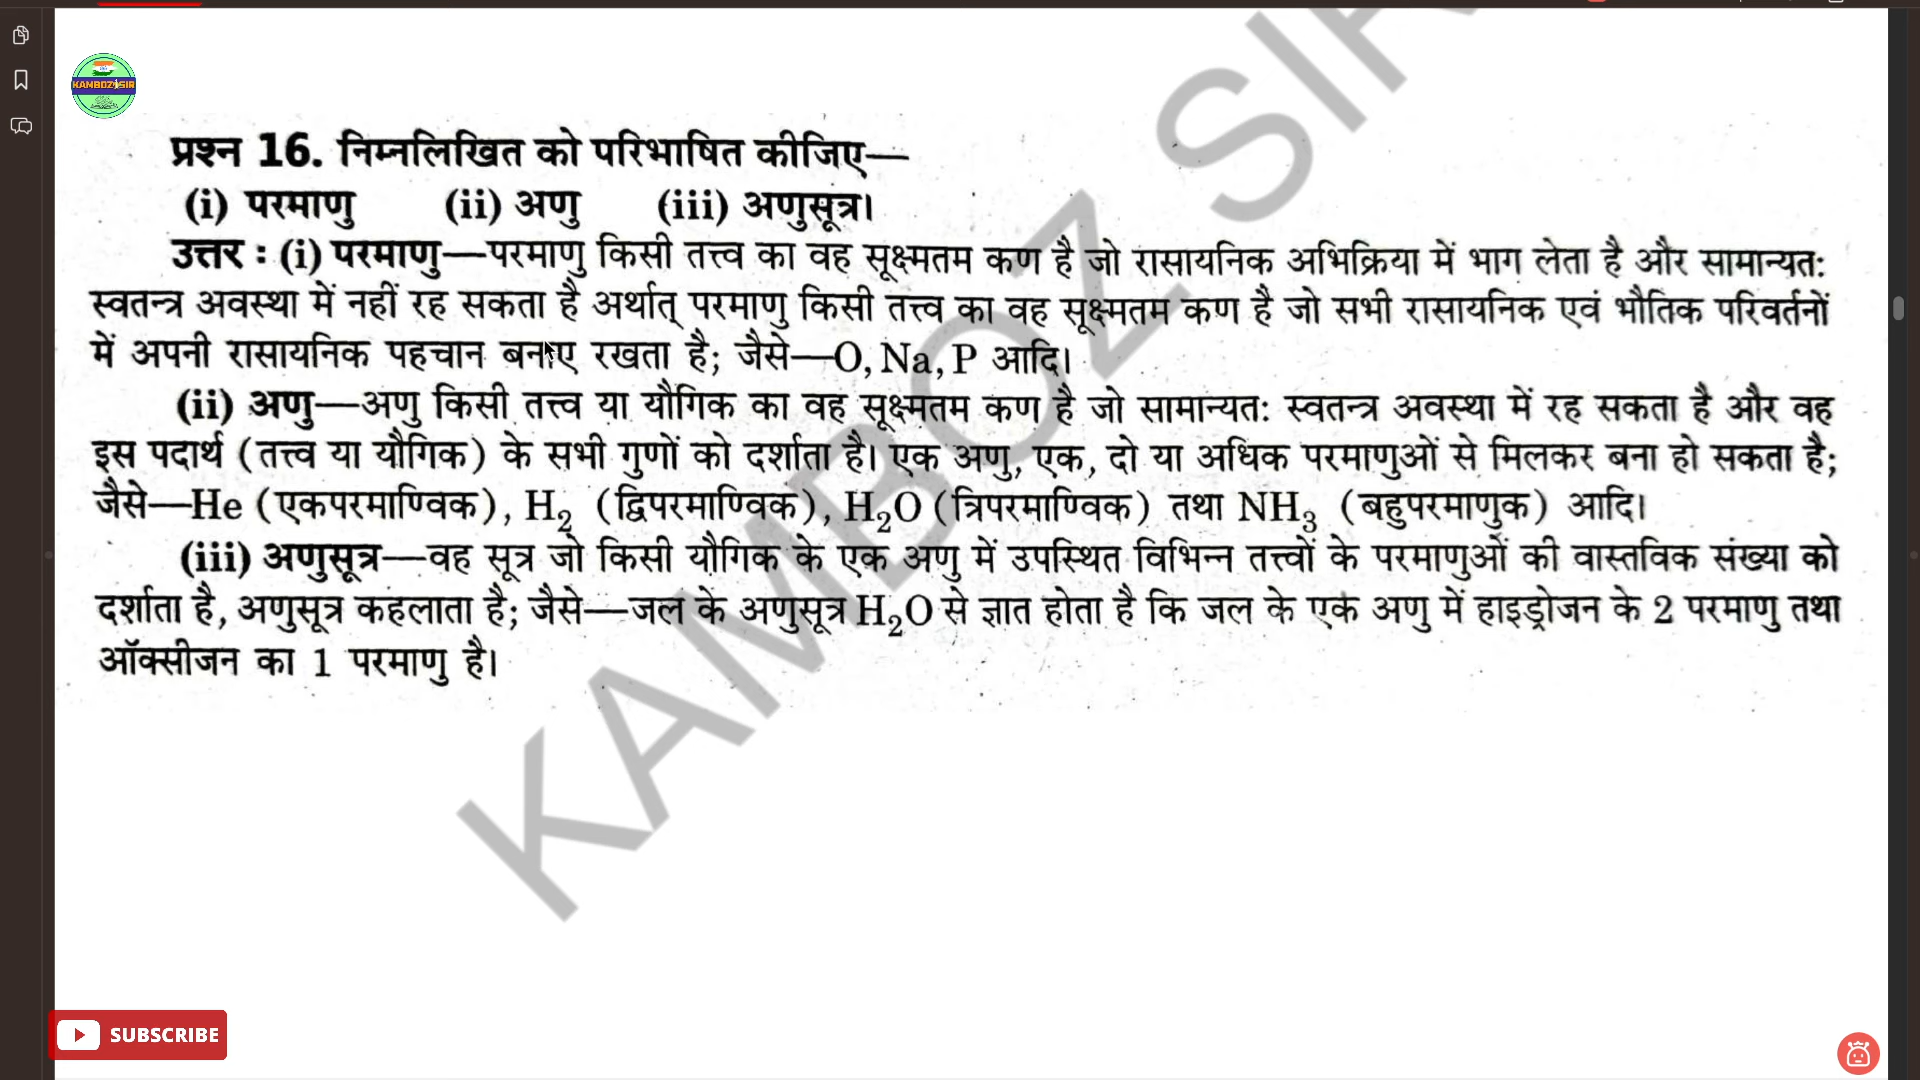 KAMBOZ SIR
प्रश्न 16. निम्नलिखित को परिभाषित कीजिए—
(i) परमाणु (ii) अणु (iii) अणुसूत्र।
उत्तर : (i) परमाणु—परमाणु किसी तत्त्व का वह सूक्ष्मतम कण है जो रासायनिक अभिक्रिया में भाग लेता है और सामान्यतः
स्वतन्त्र अवस्था में नहीं रह सकता है अर्थात् परमाणु किसी तत्त्व का वह सूक्ष्मतम कण है जो सभी रासायनिक एवं भौतिक परिवर्तनों
में अपनी रासायनिक पहचान बनाए रखता है; जैसे—O, Na, P आदि।
(ii) अणु—अणु किसी तत्त्व या यौगिक का वह सूक्ष्मतम कण है जो सामान्यतः स्वतन्त्र अवस्था में रह सकता है और वह
इस पदार्थ (तत्त्व या यौगिक) के सभी गुणों को दर्शाता है। एक अणु, एक, दो या अधिक परमाणुओं से मिलकर बना हो सकता है;
जैसे—He (एकपरमाण्विक), H₂ (द्विपरमाण्विक), H₂O (त्रिपरमाण्विक) तथा NH₃ (बहुपरमाणुक) आदि।
(iii) अणुसूत्र—वह सूत्र जो किसी यौगिक के एक अणु में उपस्थित विभिन्न तत्त्वों के परमाणुओं की वास्तविक संख्या को
दर्शाता है, अणुसूत्र कहलाता है; जैसे—जल के अणुसूत्र H₂O से ज्ञात होता है कि जल के एक अणु में हाइड्रोजन के 2 परमाणु तथा
ऑक्सीजन का 1 परमाणु है।
KAMBOZ SIR
SUBSCRIBE